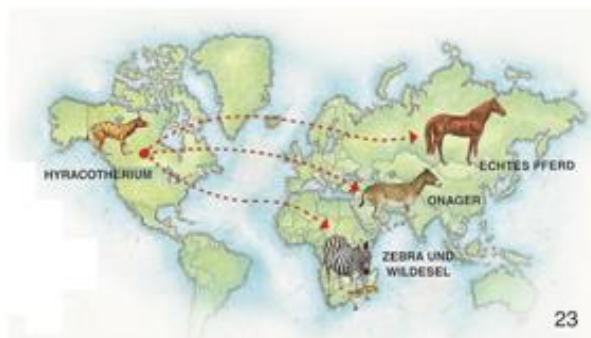 HYRACOTHERIUM
ECHTES PFERD
ONAGER
ZEBRA UND
WILDESEL
23